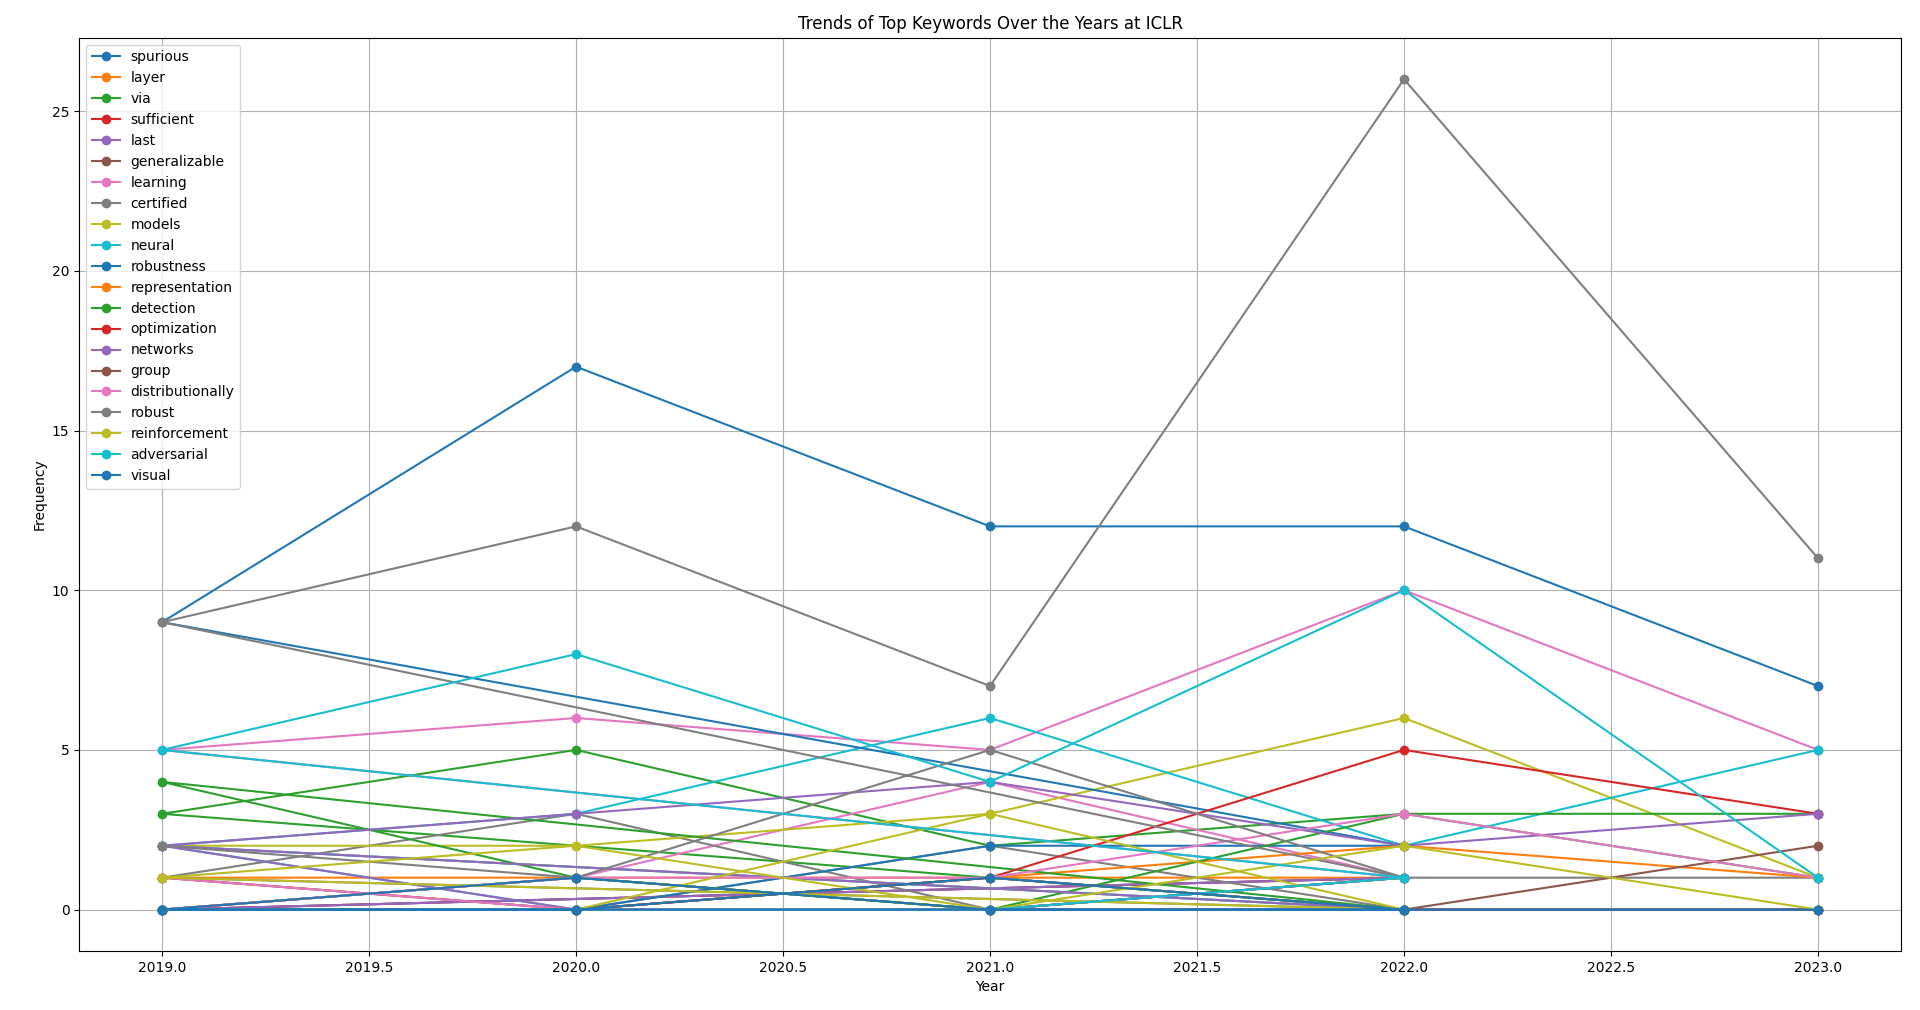 Trends of Top Keywords Over the Years at ICLR
spurious
layer
via
sufficient
last
generalizable
learning
certified
models
neural
robustness
representation
detection
optimization
networks
group
distributionally
robust
reinforcement
adversarial
visual
25
20
15
10
5
0
Frequency
2019.0 2019.5 2020.0 2020.5 2021.0 2021.5 2022.0 2022.5 2023.0
Year